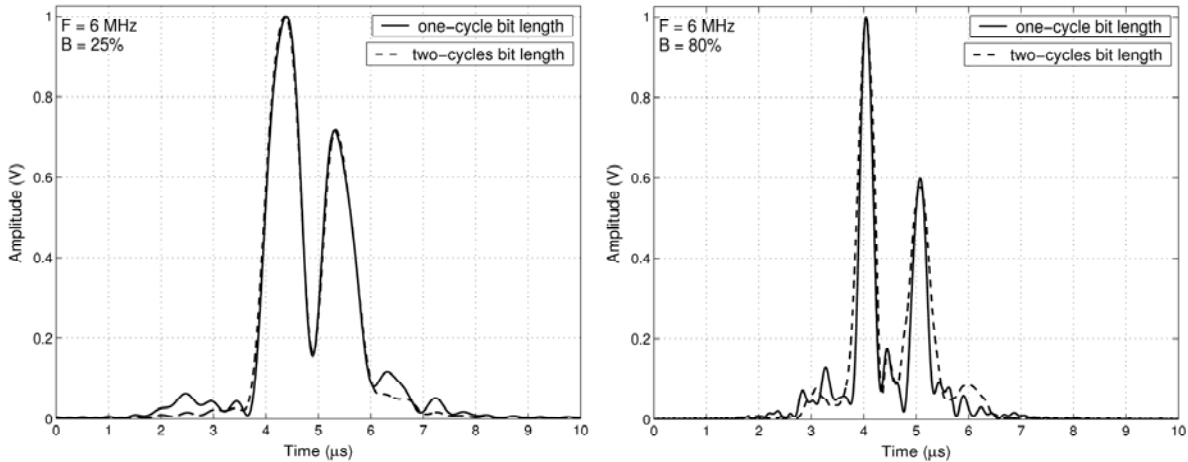 F = 6 MHz
B = 25%
one-cycle bit length
two-cycles bit length
1
0.8
0.6
0.4
0.2
0
Amplitude (V)
0 1 2 3 4 5 6 7 8 9 10
Time (μs)
F = 6 MHz
B = 80%
one-cycle bit length
two-cycles bit length
1
0.8
0.6
0.4
0.2
0
Amplitude (V)
0 1 2 3 4 5 6 7 8 9 10
Time (μs)